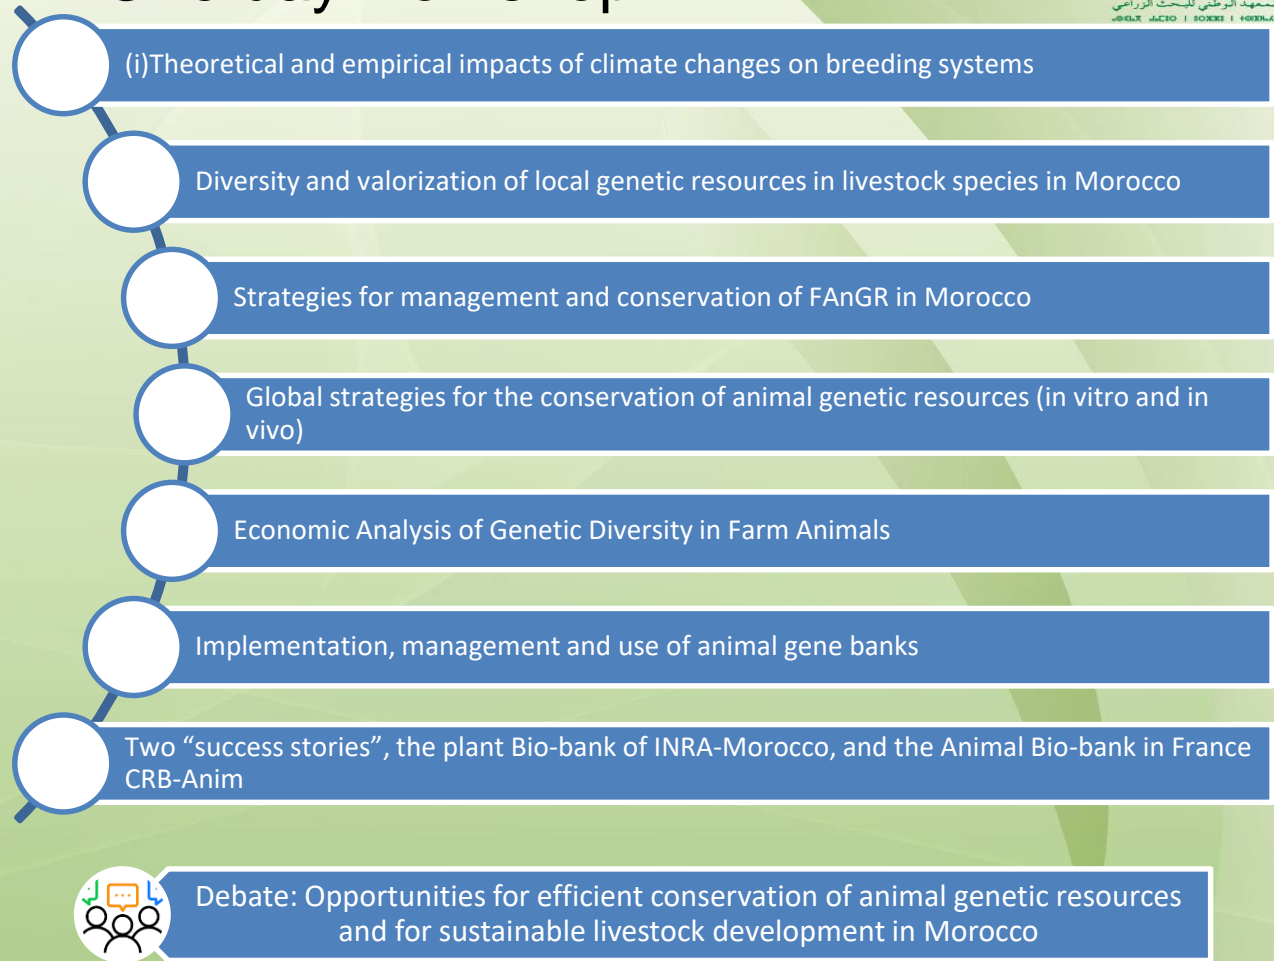 (i)Theoretical and empirical impacts of climate changes on breeding systems
Diversity and valorization of local genetic resources in livestock species in Morocco
Strategies for management and conservation of FAnGR in Morocco
Global strategies for the conservation of animal genetic resources (in vitro and in
vivo)
Economic Analysis of Genetic Diversity in Farm Animals
Implementation, management and use of animal gene banks
Two “success stories”, the plant Bio-bank of INRA-Morocco, and the Animal Bio-bank in France
CRB-Anim
Debate: Opportunities for efficient conservation of animal genetic resources
and for sustainable livestock development in Morocco